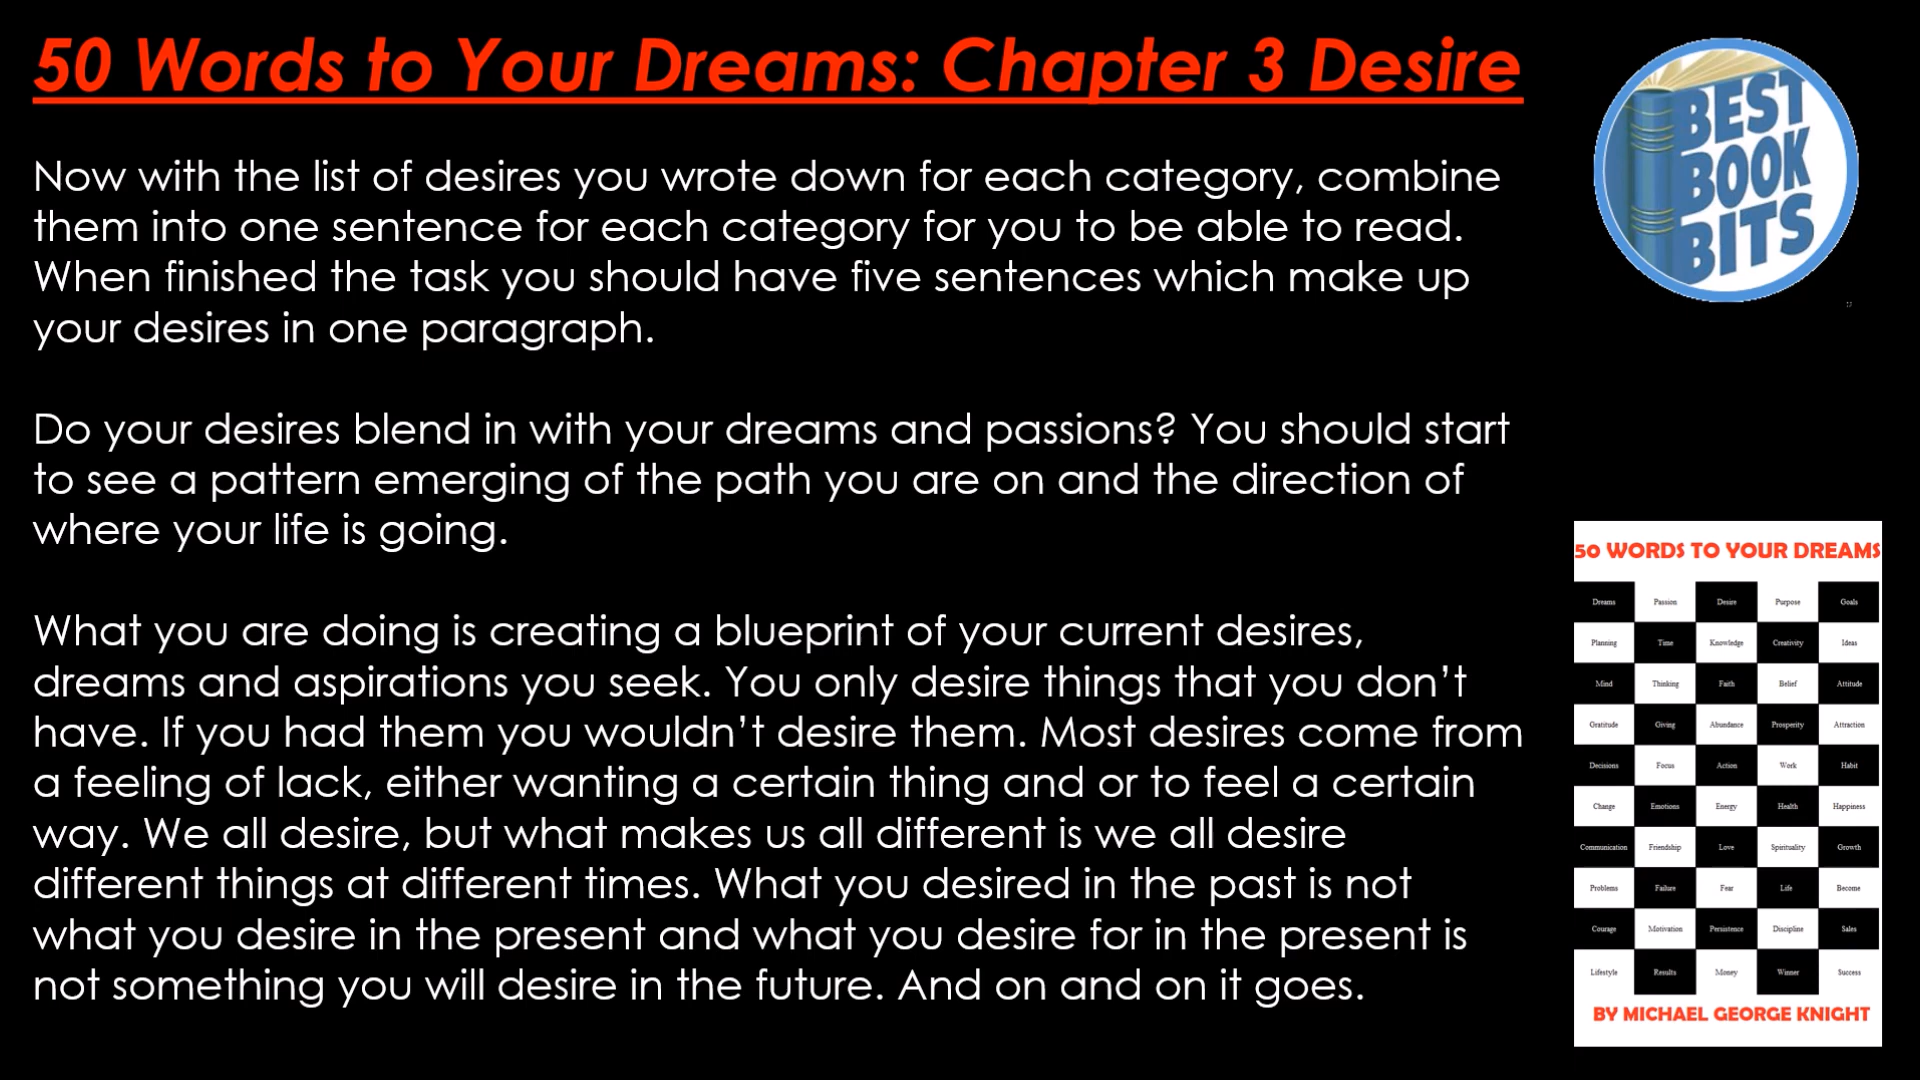 50 Words to Your Dreams: Chapter 3 Desire
Now with the list of desires you wrote down for each category, combine
them into one sentence for each category for you to be able to read.
When finished the task you should have five sentences which make up
your desires in one paragraph.
Do your desires blend in with your dreams and passions? You should start
to see a pattern emerging of the path you are on and the direction of
where your life is going.
What you are doing is creating a blueprint of your current desires,
dreams and aspirations you seek. You only desire things that you don’t
have. If you had them you wouldn’t desire them. Most desires come from
a feeling of lack, either wanting a certain thing and or to feel a certain
way. We all desire, but what makes us all different is we all desire
different things at different times. What you desired in the past is not
what you desire in the present and what you desire for in the present is
not something you will desire in the future. And on and on it goes.
BEST
BOOK
BITS
50 WORDS TO YOUR DREAMS
Dreams Passion Desire Purpose Goals
Planning Time Knowledge Creativity Ideas
Mind Thinking Faith Belief Attitude
Gratitude Giving Abundance Prosperity Attraction
Decisions Focus Action Work Habit
Change Emotions Energy Health Happiness
Communication Friendship Love Spirituality Growth
Problems Failure Fear Life Become
Courage Motivation Persistence Discipline Sales
Lifestyle Results Money Winner Success
BY MICHAEL GEORGE KNIGHT